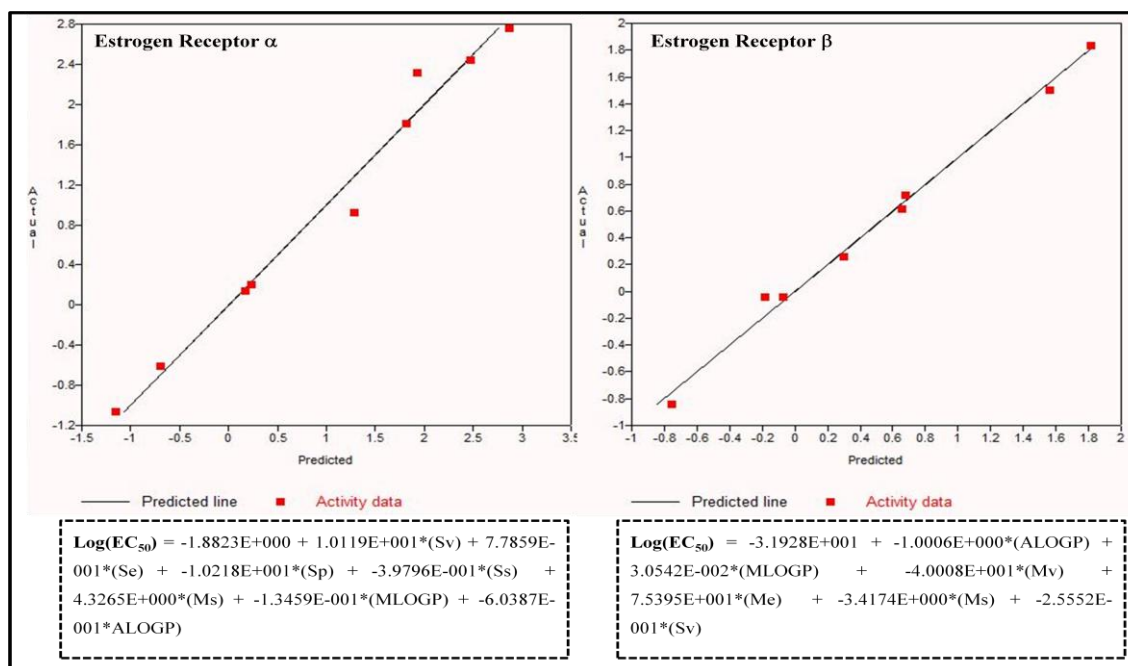 Estrogen Receptor α
2.8
2.4
2
1.6
1.2
0.8
0.4
0
-0.4
-0.8
-1.2
Actual
-1.5 -1 -0.5 0 0.5 1 1.5 2 2.5 3 3.5
Predicted
Predicted line Activity data
Log(EC50) = -1.8823E+000 + 1.0119E+001*(Sv) + 7.7859E-
001*(Se) + -1.0218E+001*(Sp) + -3.9796E-001*(Ss) +
4.3265E+000*(Ms) + -1.3459E-001*(MLOGP) + -6.0387E-
001*ALOGP)
Estrogen Receptor β
2
1.8
1.6
1.4
1.2
1
0.8
0.6
0.4
0.2
0
-0.2
-0.4
-0.6
-0.8
-1
Actual
-1 -0.8 -0.6 -0.4 -0.2 0 0.2 0.4 0.6 0.8 1 1.2 1.4 1.6 1.8 2
Predicted
Predicted line Activity data
Log(EC50) = -3.1928E+001 + -1.0006E+000*(ALOGP) +
3.0542E-002*(MLOGP) + -4.0008E+001*(Mv) +
7.5395E+001*(Me) + -3.4174E+000*(Ms) + -2.5552E-
001*(Sv)